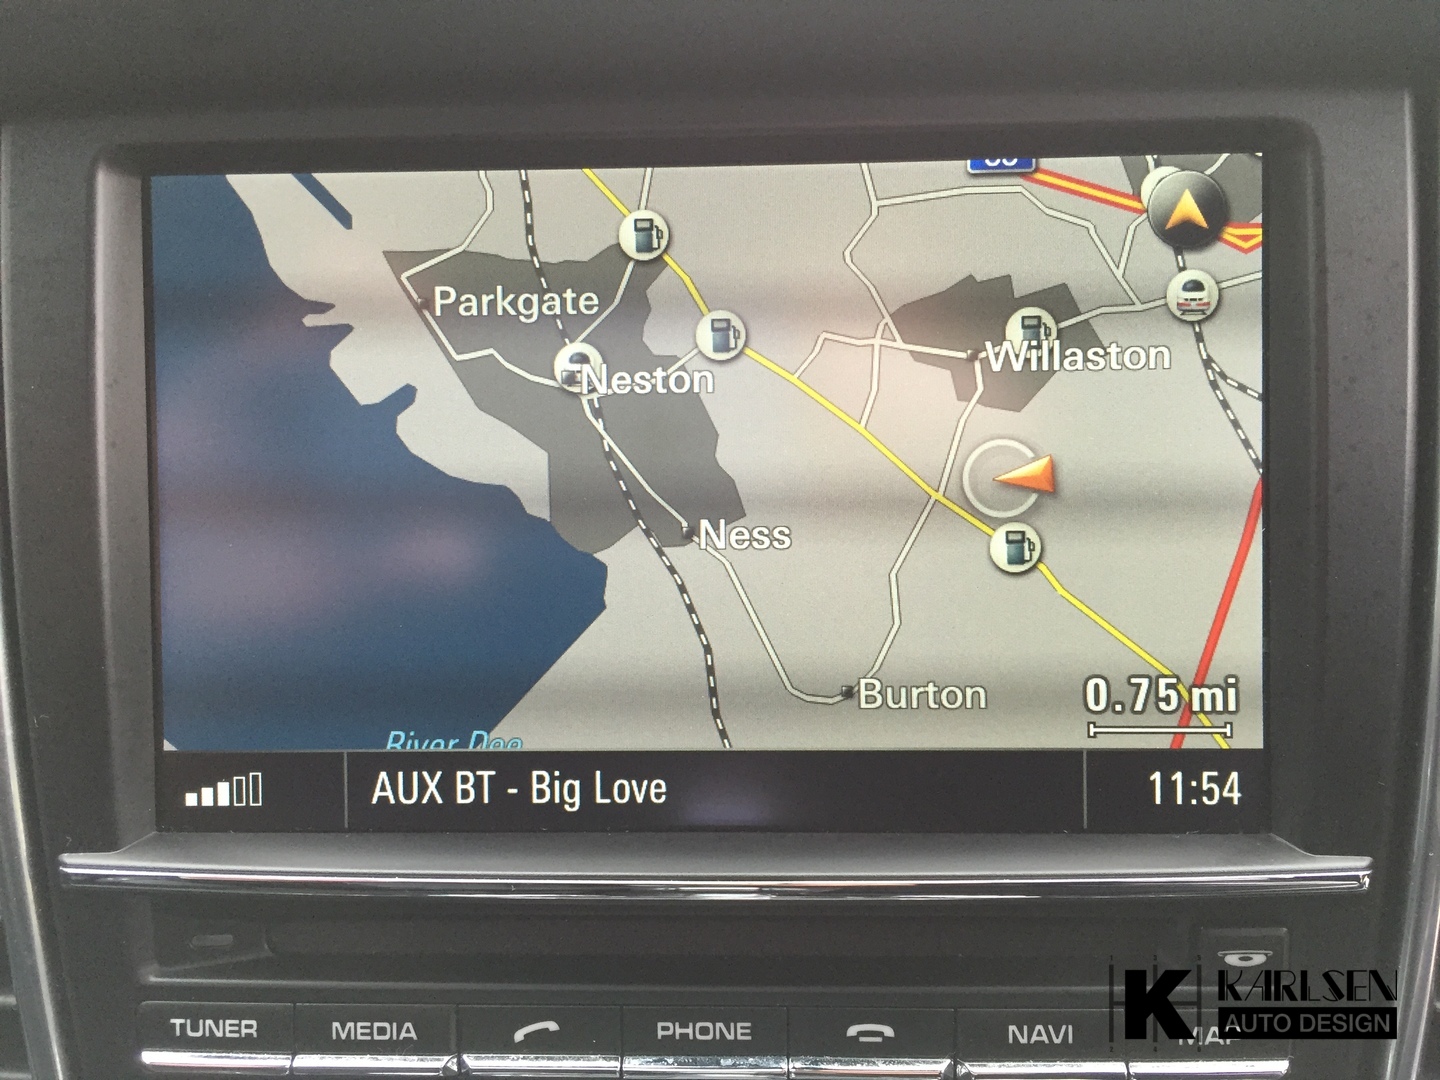 Parkgate
Neston
Willaston
Ness
Burton
0.75 mi
River Dee
AUX BT - Big Love
11:54
KARLSEN
AUTO DESIGN
K
TUNER
MEDIA
PHONE
NAVI
MAP